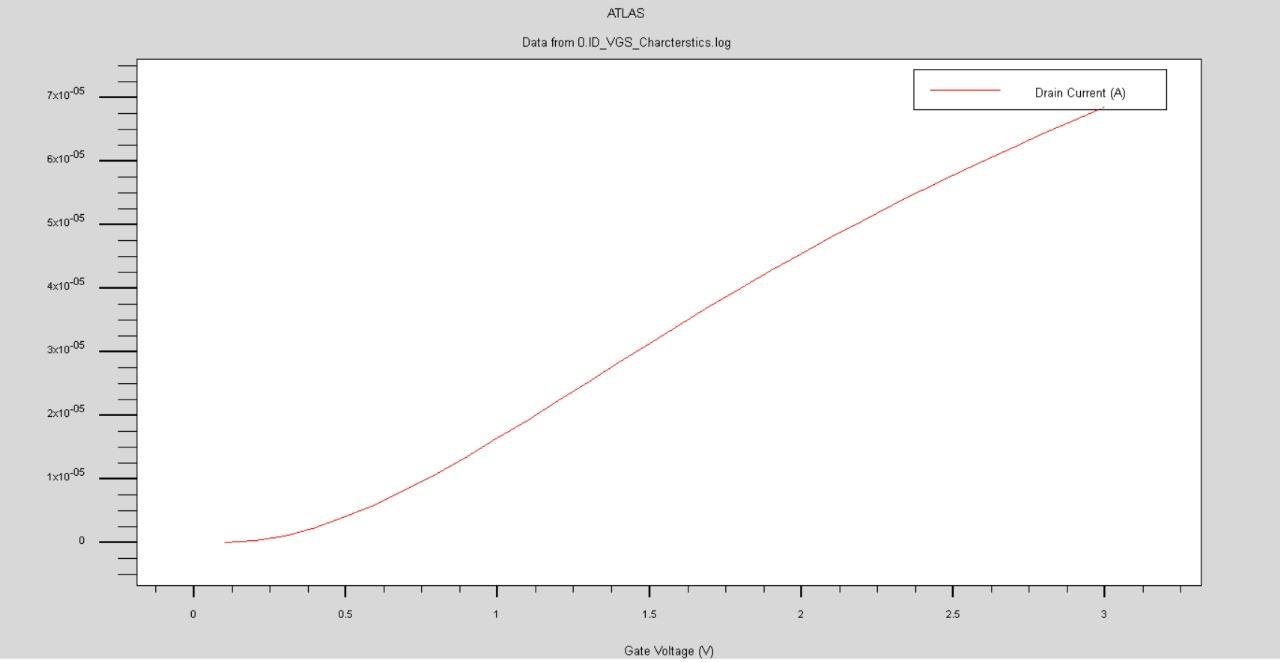 ATLAS
Data from 0.ID_VGS_Charcterstics.log
Drain Current (A)
7x10-05
6x10-05
5x10-05
4x10-05
3x10-05
2x10-05
1x10-05
0
0 0.5 1 1.5 2 2.5 3
Gate Voltage (V)